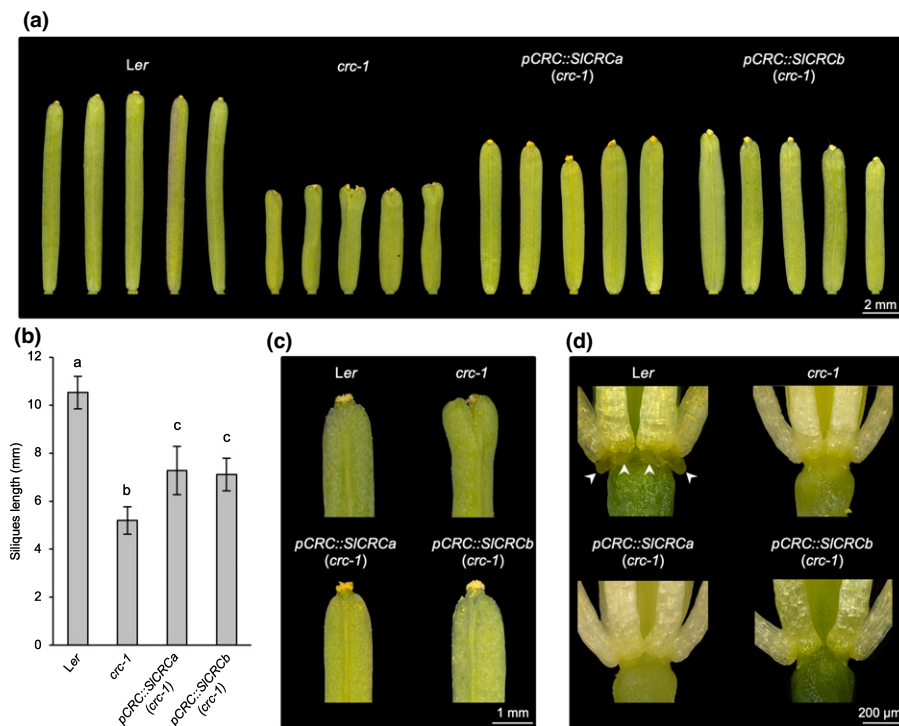 (a)
Ler
crc-1
pCRC::SlCRCa
(crc-1)
pCRC::SlCRCb
(crc-1)
2 mm
(b)
12
10
8
6
4
2
0
Siliques length (mm)
a
b
c
c
Ler
crc-1
pCRC::SlCRCa
(crc-1)
pCRC::SlCRCb
(crc-1)
(c)
Ler
crc-1
pCRC::SlCRCa
(crc-1)
pCRC::SlCRCb
(crc-1)
1 mm
(d)
Ler
crc-1
pCRC::SlCRCa
(crc-1)
pCRC::SlCRCb
(crc-1)
200 µm